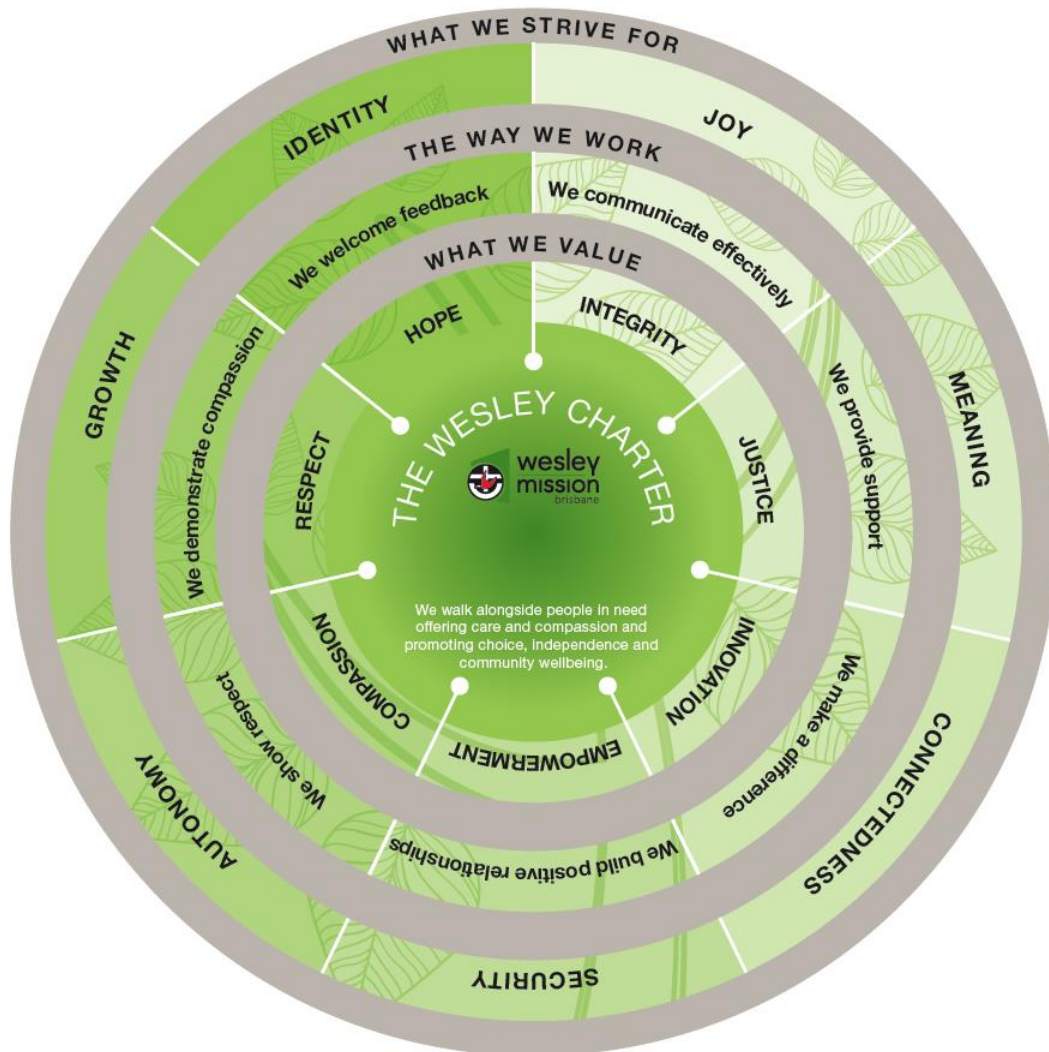 WHAT WE STRIVE FOR
IDENTITY
JOY
MEANING
CONNECTEDNESS
SECURITY
AUTONOMY
GROWTH
THE WAY WE WORK
We welcome feedback
We communicate effectively
We provide support
We make a difference
We build positive relationships
We show respect
We demonstrate compassion
WHAT WE VALUE
HOPE
INTEGRITY
JUSTICE
INNOVATION
EMPOWERMENT
COMPASSION
RESPECT
THE WESLEY CHARTER
wesley
mission
brisbane
We walk alongside people in need
offering care and compassion and
promoting choice, independence and
community wellbeing.